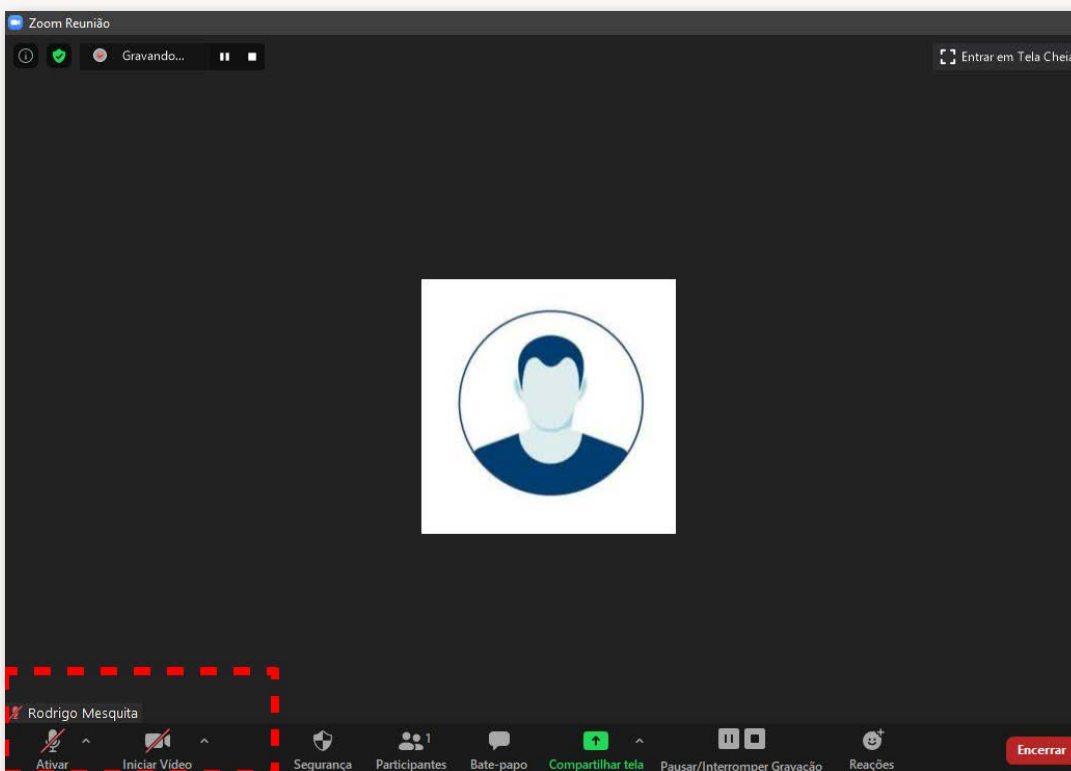 Zoom Reunião
Gravando...
Entrar em Tela Cheia
Rodrigo Mesquita
Ativar Iniciar Vídeo Segurança Participantes 1 Bate-papo Compartilhar tela Pausar/Interromper Gravação Reações Encerrar